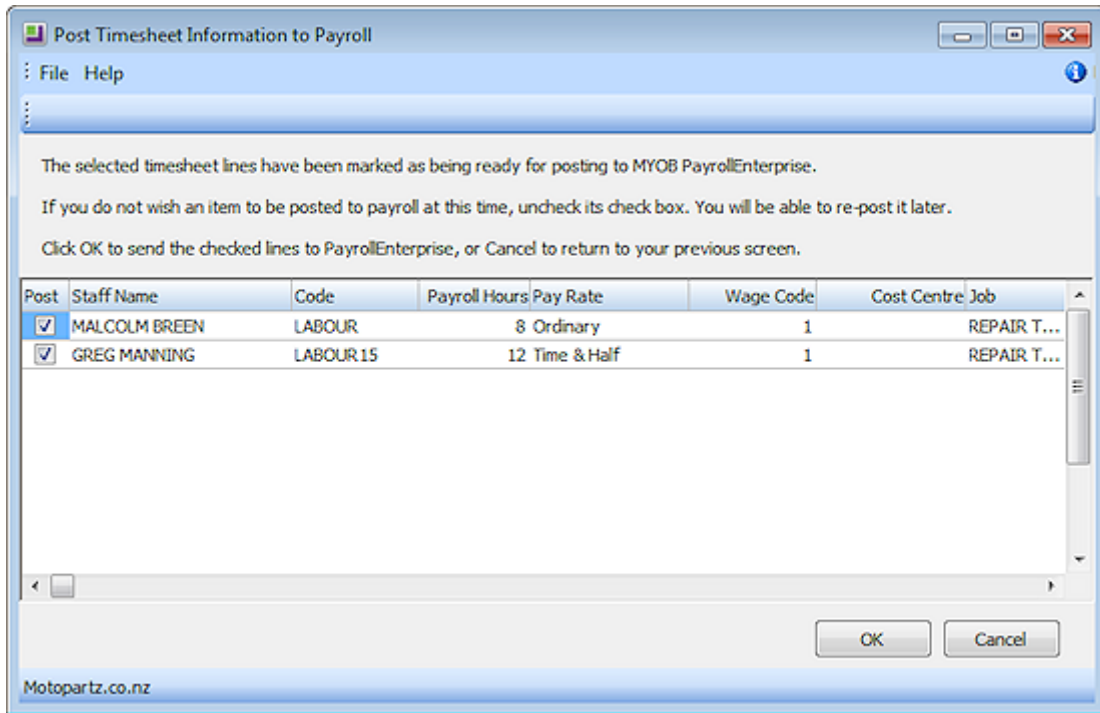 Post Timesheet Information to Payroll
File Help
The selected timesheet lines have been marked as being ready for posting to MYOB PayrollEnterprise.
If you do not wish an item to be posted to payroll at this time, uncheck its check box. You will be able to re-post it later.
Click OK to send the checked lines to PayrollEnterprise, or Cancel to return to your previous screen.
Post Staff Name Code Payroll Hours Pay Rate Wage Code Cost Centre Job
MALCOLM BREEN LABOUR 8 Ordinary 1 REPAIR T...
GREG MANNING LABOUR15 12 Time & Half 1 REPAIR T...
OK Cancel
Motopartz.co.nz